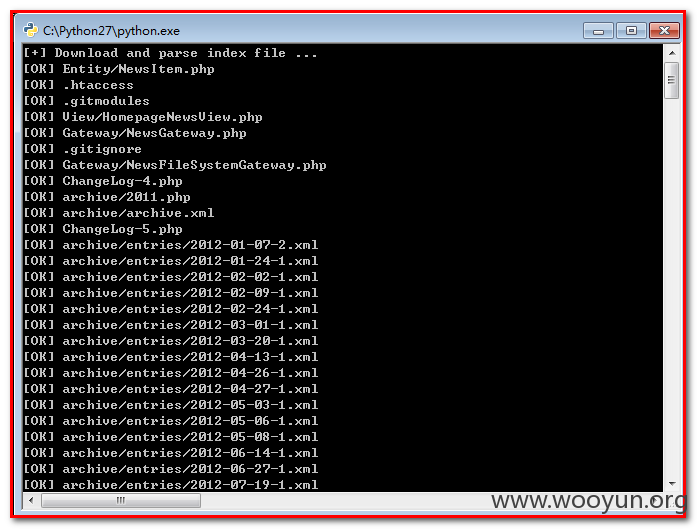 C:\Python27\python.exe
[+] Download and parse index file ...
[OK] Entity/NewsItem.php
[OK] .htaccess
[OK] .gitmodules
[OK] View/HomepageNewsView.php
[OK] Gateway/NewsGateway.php
[OK] .gitignore
[OK] Gateway/NewsFileSystemGateway.php
[OK] ChangeLog-4.php
[OK] archive/2011.php
[OK] archive/archive.xml
[OK] ChangeLog-5.php
[OK] archive/entries/2012-01-07-2.xml
[OK] archive/entries/2012-01-24-1.xml
[OK] archive/entries/2012-02-02-1.xml
[OK] archive/entries/2012-02-09-1.xml
[OK] archive/entries/2012-02-24-1.xml
[OK] archive/entries/2012-03-01-1.xml
[OK] archive/entries/2012-03-20-1.xml
[OK] archive/entries/2012-04-13-1.xml
[OK] archive/entries/2012-04-26-1.xml
[OK] archive/entries/2012-04-27-1.xml
[OK] archive/entries/2012-05-03-1.xml
[OK] archive/entries/2012-05-06-1.xml
[OK] archive/entries/2012-05-08-1.xml
[OK] archive/entries/2012-06-14-1.xml
[OK] archive/entries/2012-06-27-1.xml
[OK] archive/entries/2012-07-19-1.xml
www.wooyun.org